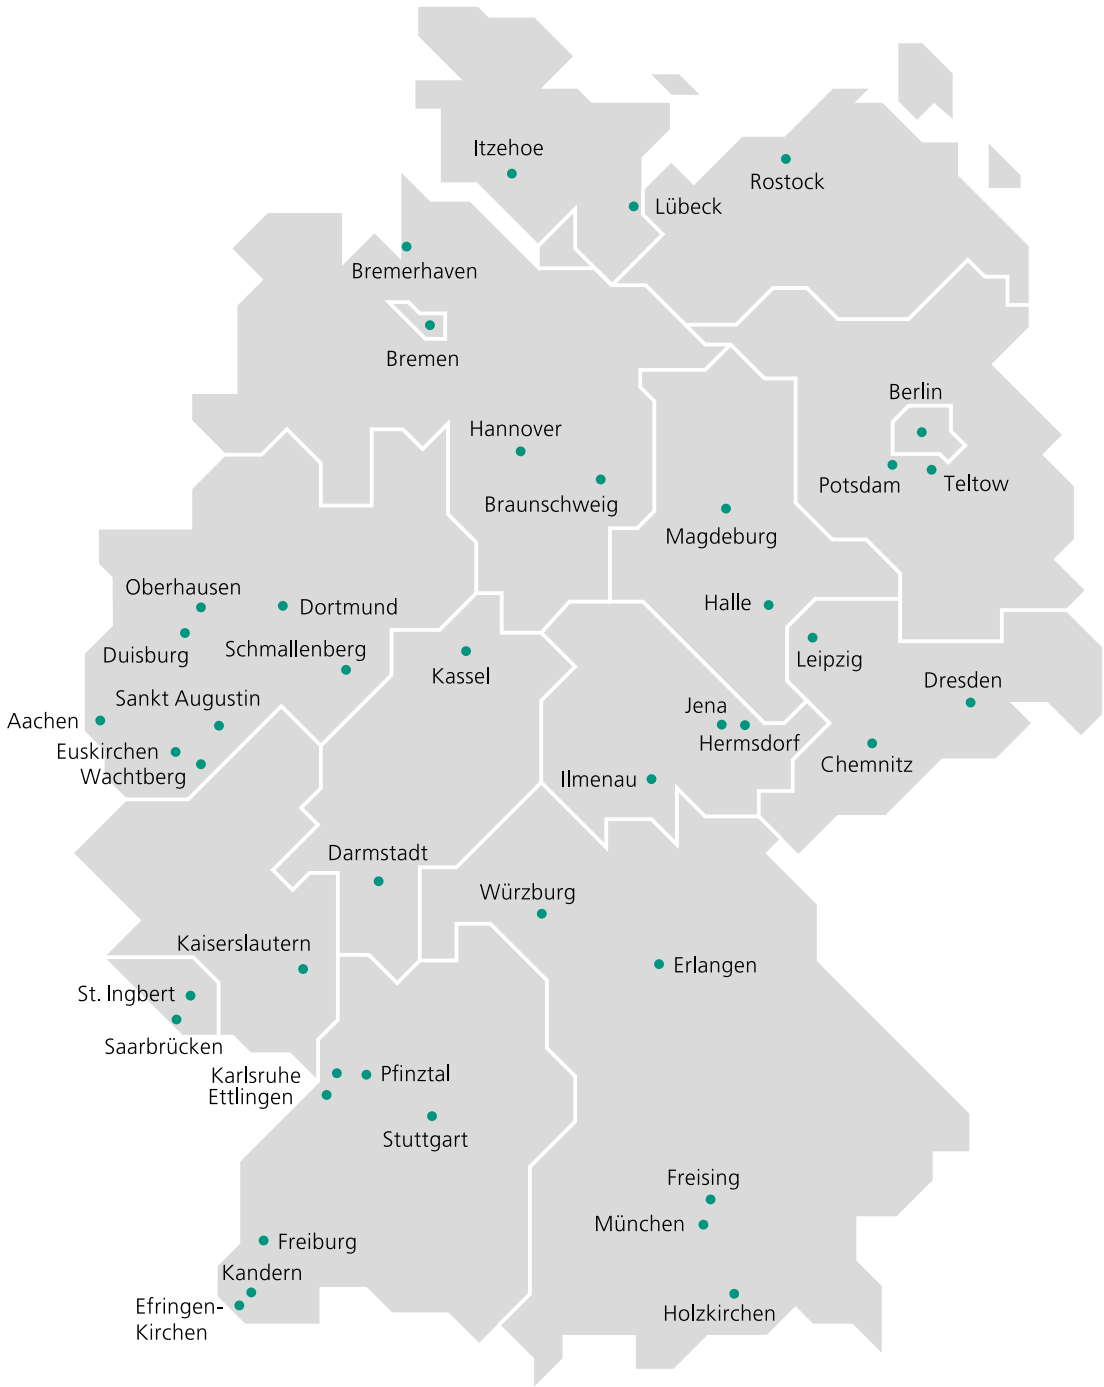 Itzehoe
Rostock
Lübeck
Bremerhaven
Bremen
Berlin
Hannover
Potsdam
Teltow
Braunschweig
Magdeburg
Oberhausen
Dortmund
Halle
Duisburg
Schmallenberg
Leipzig
Kassel
Dresden
Sankt Augustin
Jena
Aachen
Hermsdorf
Euskirchen
Chemnitz
Wachtberg
Ilmenau
Darmstadt
Würzburg
Kaiserslautern
Erlangen
St. Ingbert
Saarbrücken
Karlsruhe
Pfinztal
Ettlingen
Stuttgart
Freising
München
Freiburg
Kandern
Efringen-
Kirchen
Holzkirchen